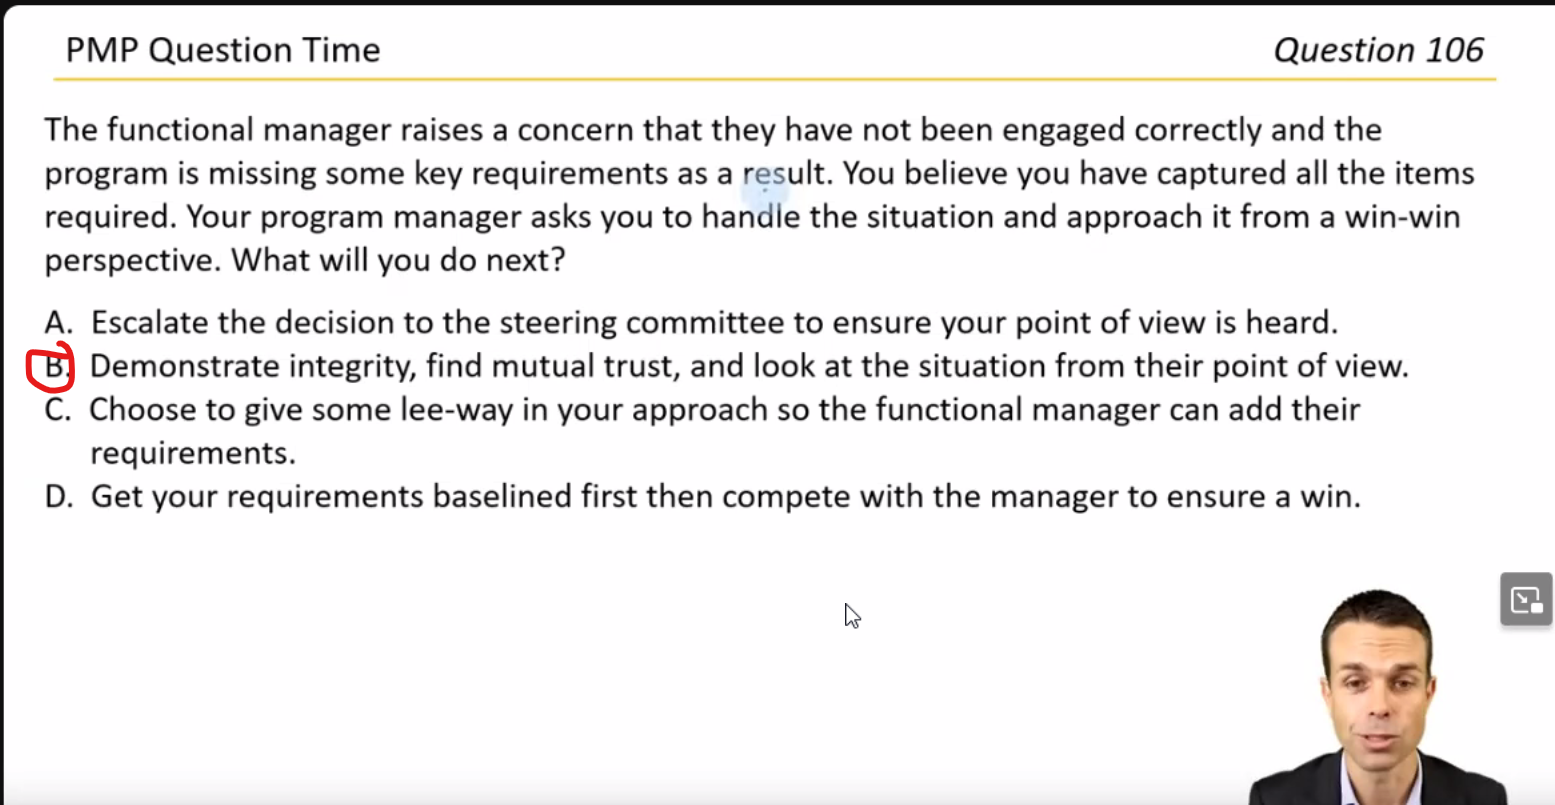 PMP Question Time
Question 106
The functional manager raises a concern that they have not been engaged correctly and the
program is missing some key requirements as a result. You believe you have captured all the items
required. Your program manager asks you to handle the situation and approach it from a win-win
perspective. What will you do next?
A. Escalate the decision to the steering committee to ensure your point of view is heard.
B. Demonstrate integrity, find mutual trust, and look at the situation from their point of view.
C. Choose to give some lee-way in your approach so the functional manager can add their
requirements.
D. Get your requirements baselined first then compete with the manager to ensure a win.